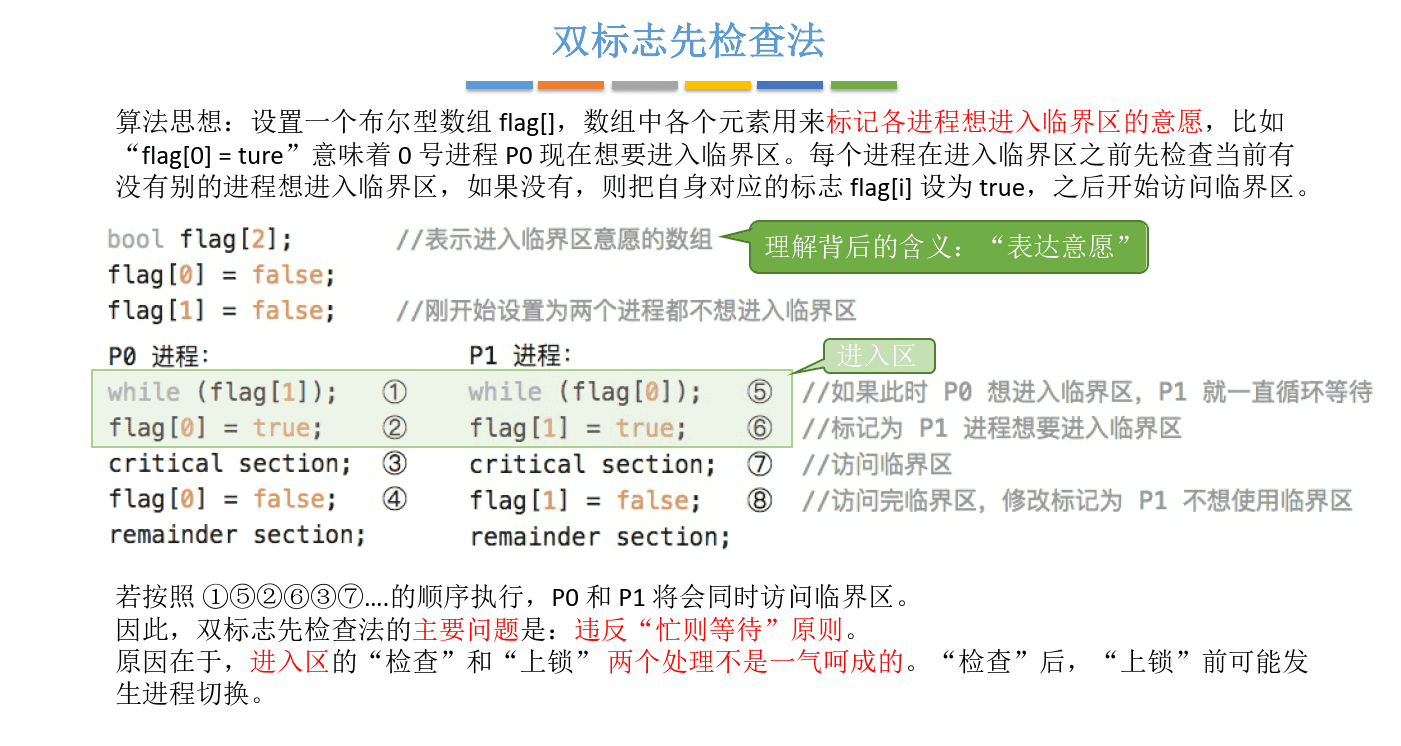 双标志先检查法
算法思想：设置一个布尔型数组 flag[]，数组中各个元素用来标记各进程想进入临界区的意愿，比如
“flag[0] = ture”意味着 0 号进程 P0 现在想要进入临界区。每个进程在进入临界区之前先检查当前有
没有别的进程想进入临界区，如果没有，则把自身对应的标志 flag[i] 设为 true，之后开始访问临界区。
bool flag[2]; //表示进入临界区意愿的数组
理解背后的含义：“表达意愿”
flag[0] = false;
flag[1] = false; //刚开始设置为两个进程都不想进入临界区
P0 进程: P1 进程: 进入区
while (flag[1]); ① while (flag[0]); ⑤ //如果此时 P0 想进入临界区，P1 就一直循环等待
flag[0] = true; ② flag[1] = true; ⑥ //标记为 P1 进程想要进入临界区
critical section; ③ critical section; ⑦ //访问临界区
flag[0] = false; ④ flag[1] = false; ⑧ //访问完临界区，修改标记为 P1 不想使用临界区
remainder section; remainder section;
若按照 ①⑤②⑥③⑦….的顺序执行，P0 和 P1 将会同时访问临界区。
因此，双标志先检查法的主要问题是：违反“忙则等待”原则。
原因在于，进入区的“检查”和“上锁” 两个处理不是一气呵成的。“检查”后，“上锁”前可能发
生进程切换。